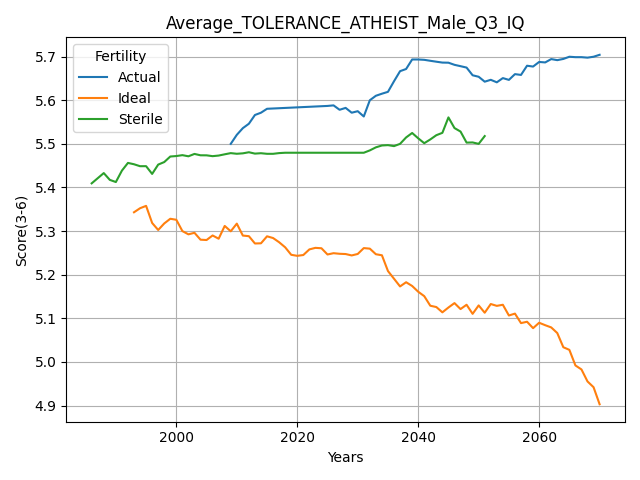 Average_TOLERANCE_ATHEIST_Male_Q3_IQ
Fertility
Actual
Ideal
Sterile
Score(3-6)
5.7
5.6
5.5
5.4
5.3
5.2
5.1
5.0
4.9
2000 2020 2040 2060
Years